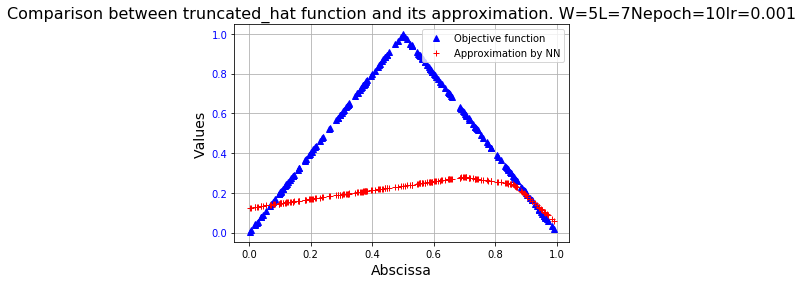 Comparison between truncated_hat function and its approximation. W=5L=7Nepoch=10lr=0.001
Objective function
Approximation by NN
Values
1.0
0.8
0.6
0.4
0.2
0.0
0.0 0.2 0.4 0.6 0.8 1.0
Abscissa